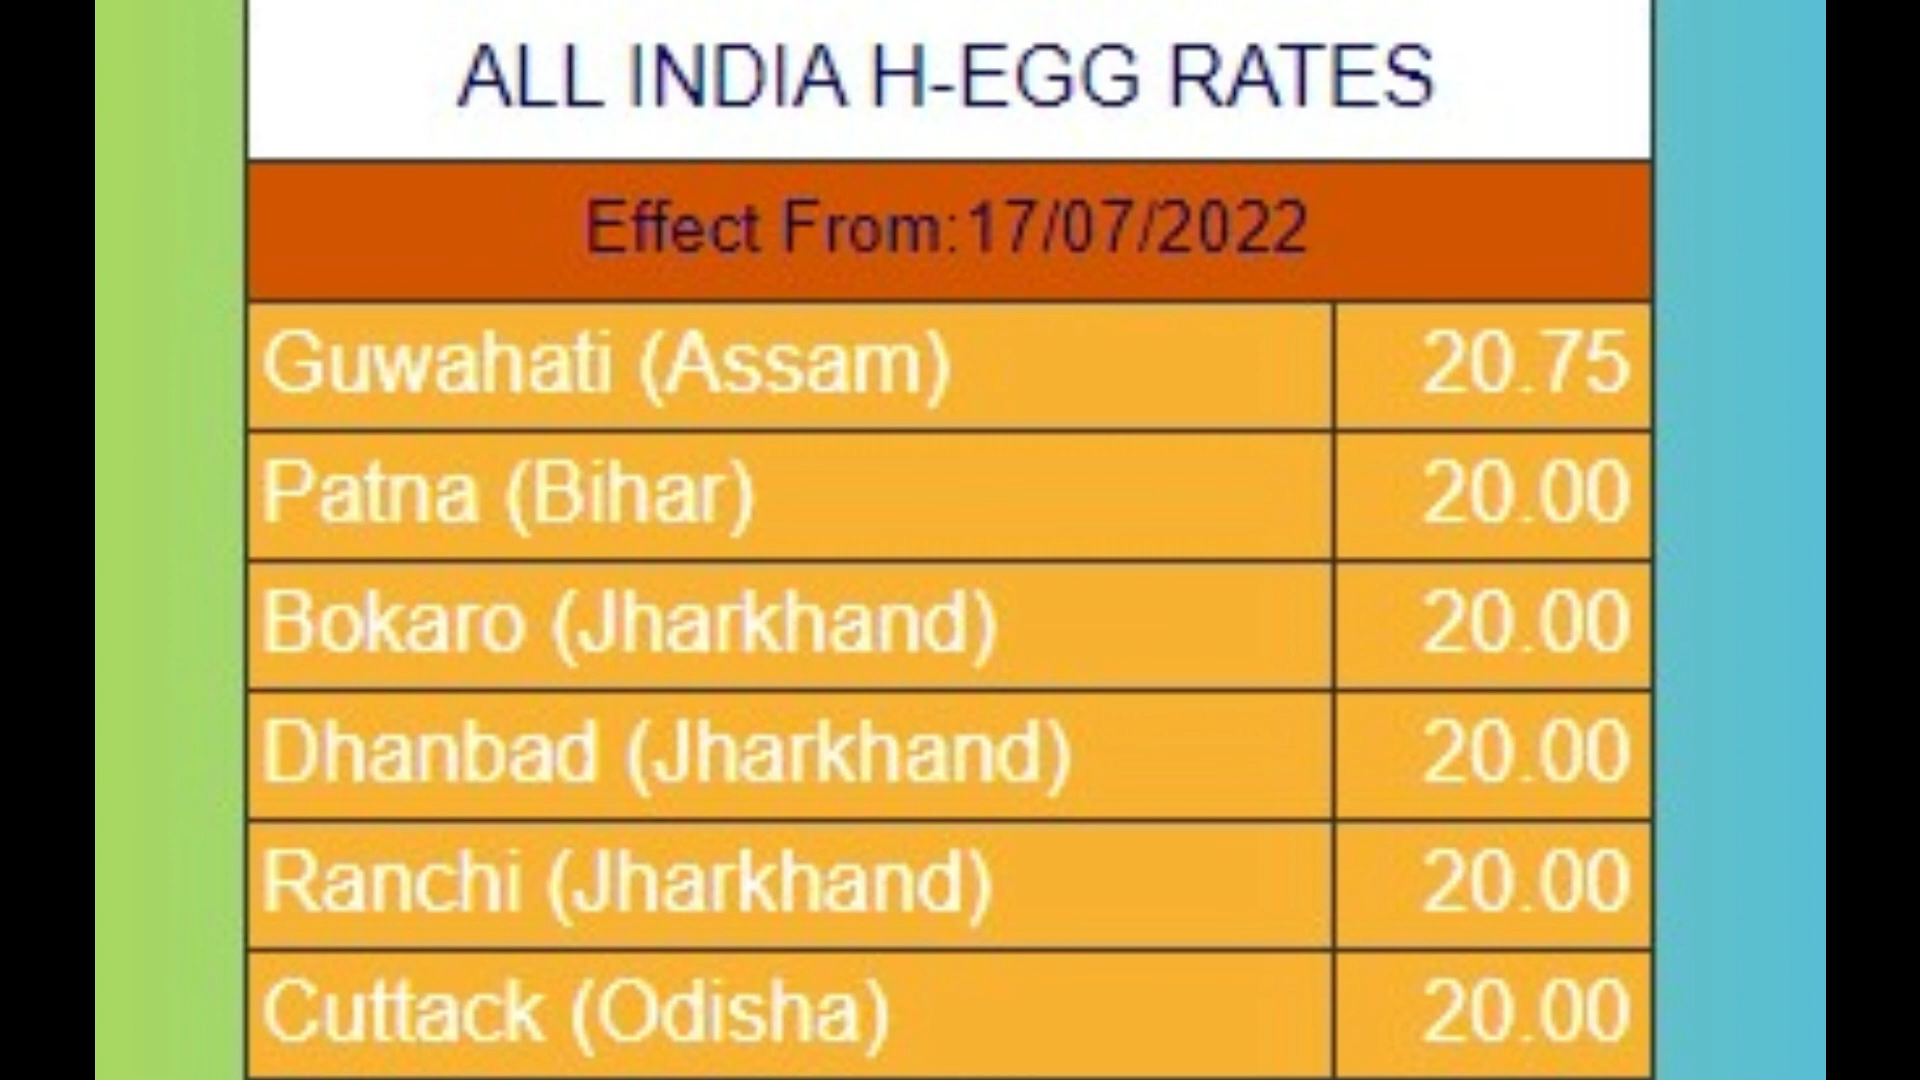 ALL INDIA H-EGG RATES
Effect From:17/07/2022
Guwahati (Assam) 20.75
Patna (Bihar) 20.00
Bokaro (Jharkhand) 20.00
Dhanbad (Jharkhand) 20.00
Ranchi (Jharkhand) 20.00
Cuttack (Odisha) 20.00